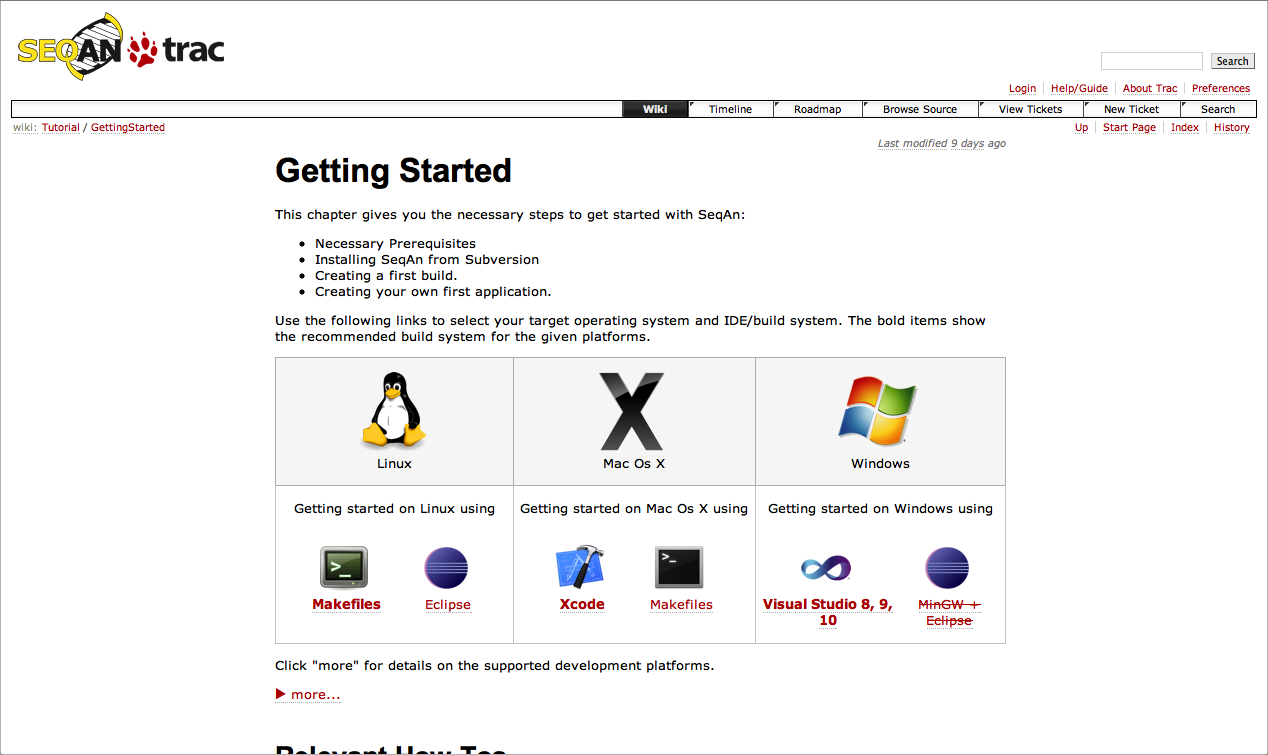 SEQAN trac
Search
Login Help/Guide About Trac Preferences
Wiki Timeline Roadmap Browse Source View Tickets New Ticket Search
wiki: Tutorial / GettingStarted
Up Start Page Index History
Last modified 9 days ago
Getting Started
This chapter gives you the necessary steps to get started with SeqAn:
• Necessary Prerequisites
• Installing SeqAn from Subversion
• Creating a first build.
• Creating your own first application.
Use the following links to select your target operating system and IDE/build system. The bold items show
the recommended build system for the given platforms.
Linux
Mac Os X
Windows
Getting started on Linux using
Getting started on Mac Os X using
Getting started on Windows using
>_
>_
Makefiles
Eclipse
Xcode
Makefiles
Visual Studio 8, 9,
10
MinGW +
Eclipse
Click "more" for details on the supported development platforms.
more...
Relevant How-Tos